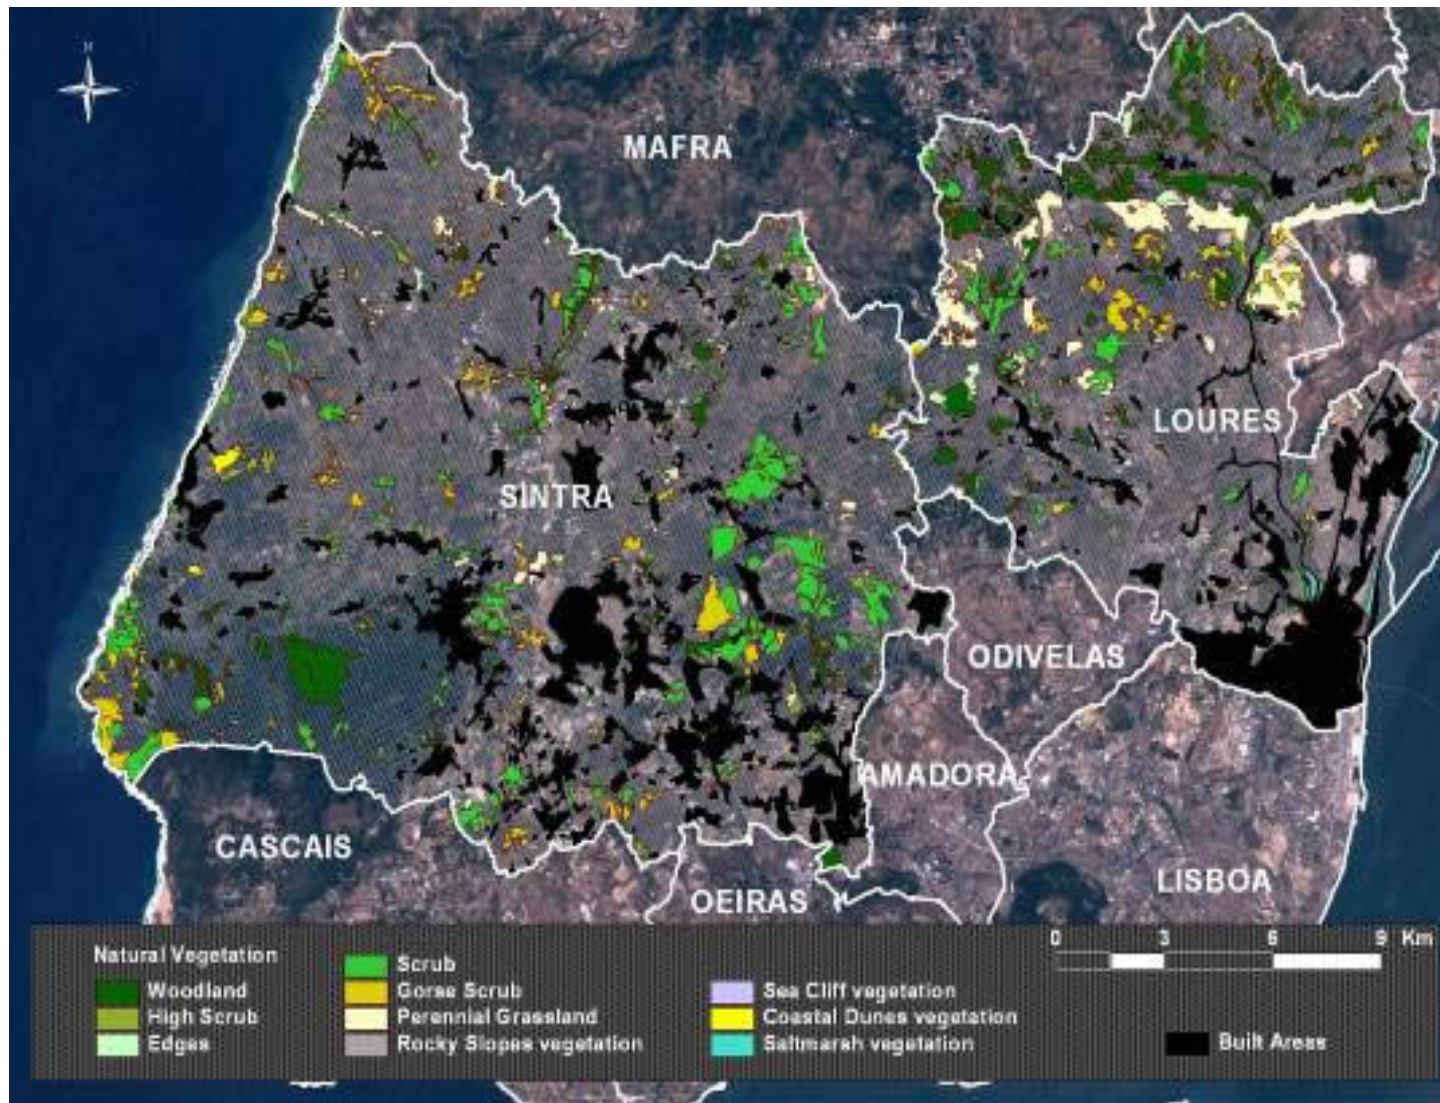 N
MAFRA
LOURES
SINTRA
ODIVELAS
AMADORA
CASCAIS
LISBOA
OEIRAS
0 3 6 9 Km
Natural Vegetation
Woodland
High Scrub
Edges
Scrub
Gorse Scrub
Perennial Grassland
Rocky Slopes vegetation
Sea Cliff vegetation
Coastal Dunes vegetation
Saltmarsh vegetation
Built Areas